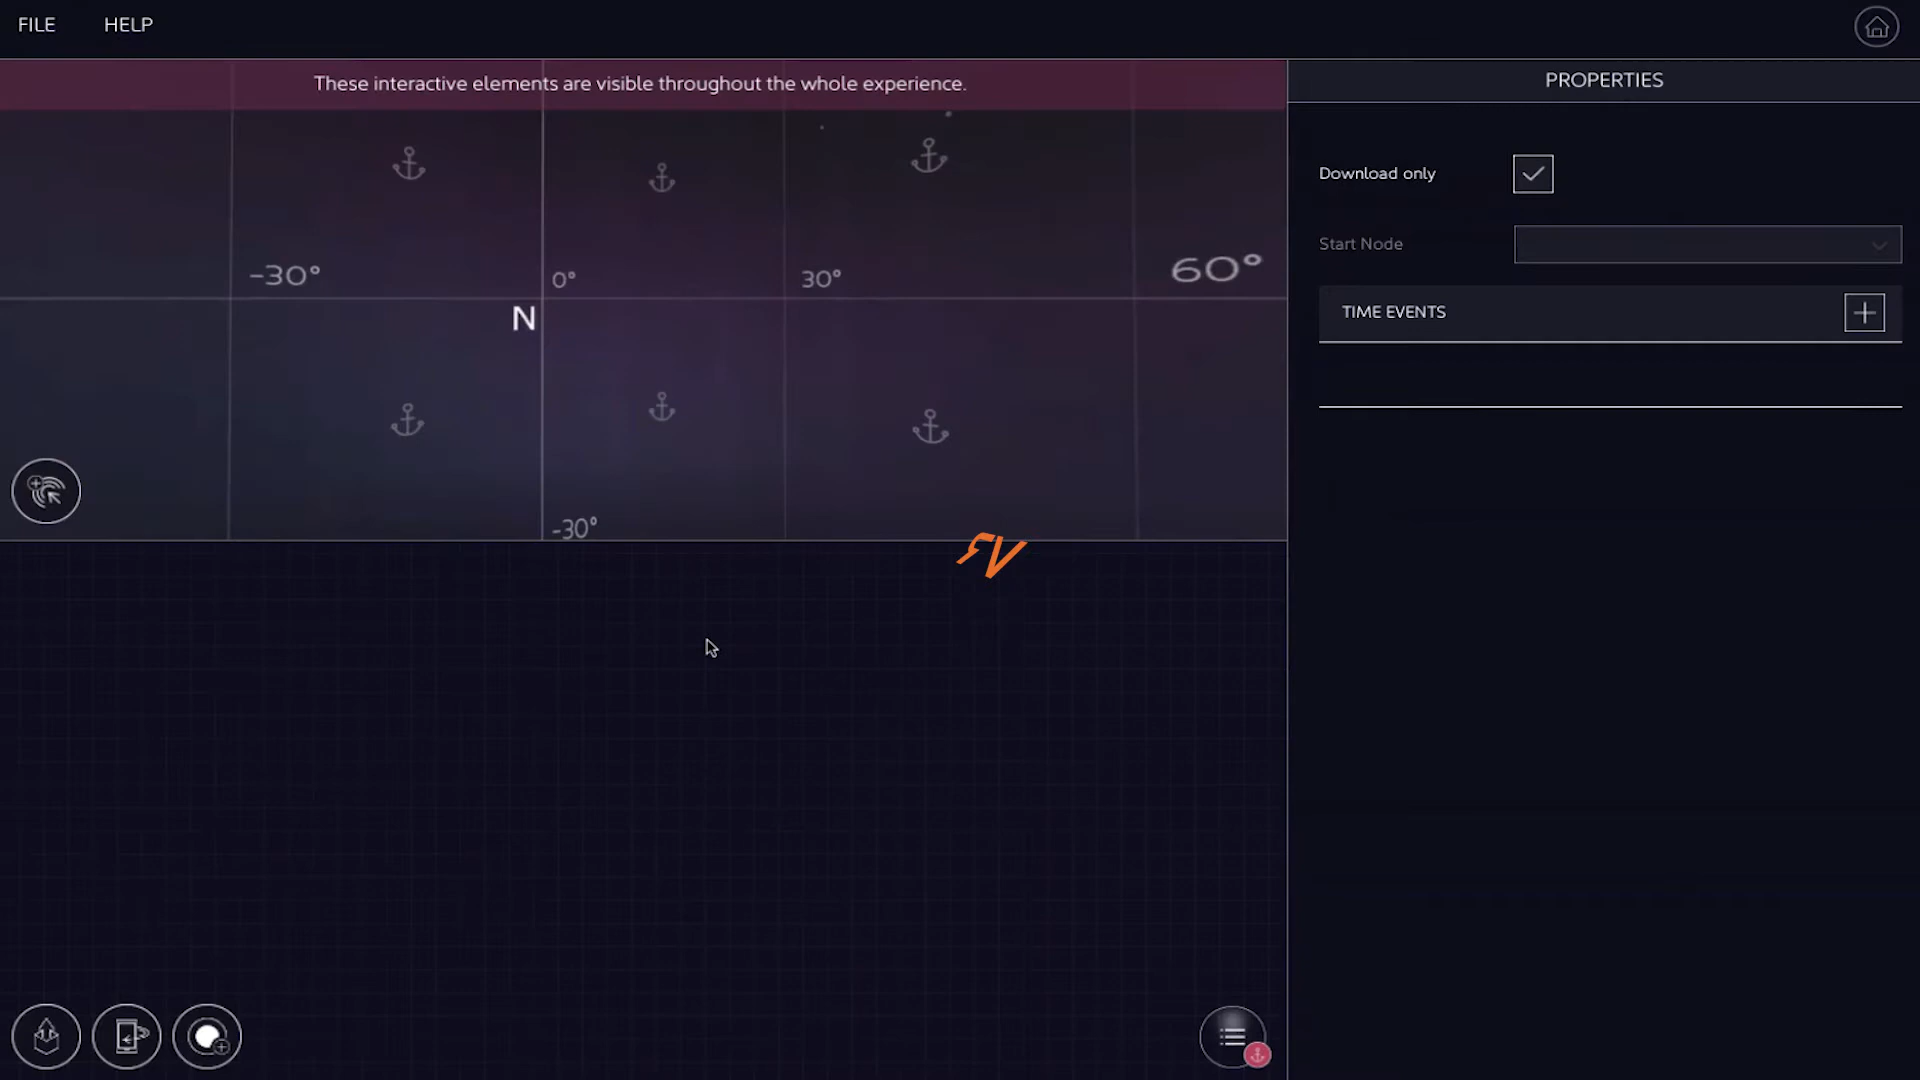 FILE HELP
These interactive elements are visible throughout the whole experience.
PROPERTIES
Download only
Start Node
-30° 0° 30° 60°
TIME EVENTS
N
-30°